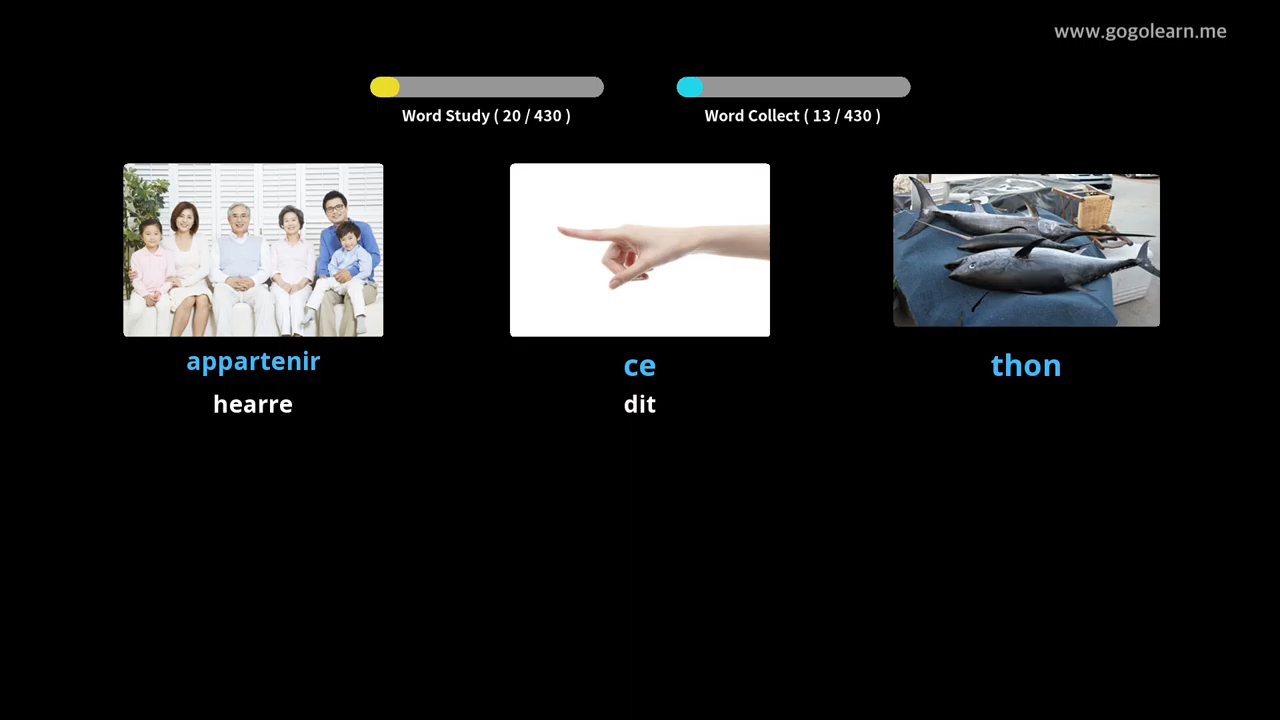 www.gogolearn.me
Word Study ( 20 / 430 )
Word Collect ( 13 / 430 )
appartenir
ce
thon
hearre
dit